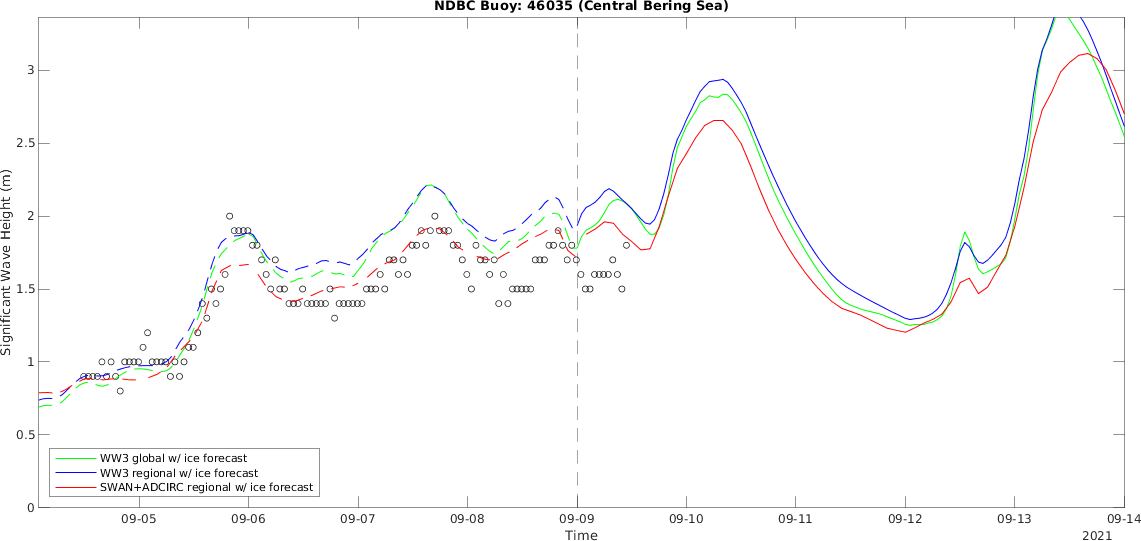 NDBC Buoy: 46035 (Central Bering Sea)
Significant Wave Height (m)
3
2.5
2
1.5
1
0.5
0
WW3 global w/ ice forecast
WW3 regional w/ ice forecast
SWAN+ADCIRC regional w/ ice forecast
09-05 09-06 09-07 09-08 09-09 09-10 09-11 09-12 09-13 09-14
Time
2021